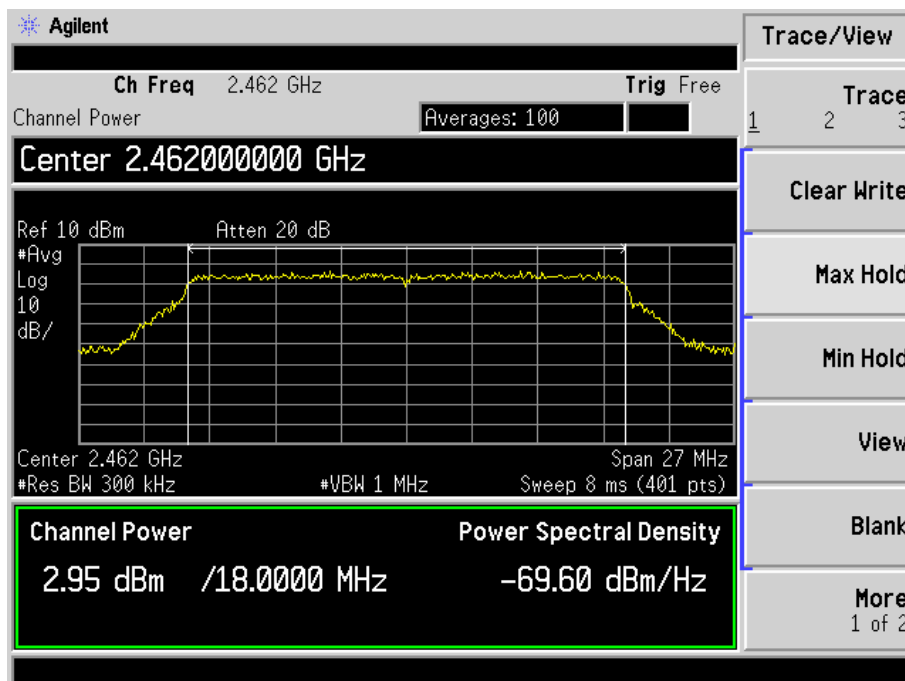 Agilent
Trace/View
Ch Freq 2.462 GHz Trig Free
Channel Power Averages: 100
Center 2.462000000 GHz
Ref 10 dBm Atten 20 dB
#Avg
Log
10
dB/
Center 2.462 GHz Span 27 MHz
#Res BW 300 kHz #VBW 1 MHz Sweep 8 ms (401 pts)
Channel Power Power Spectral Density
2.95 dBm /18.0000 MHz -69.60 dBm/Hz
Trace
1 2 3
Clear Write
Max Hold
Min Hold
View
Blank
More
1 of 2